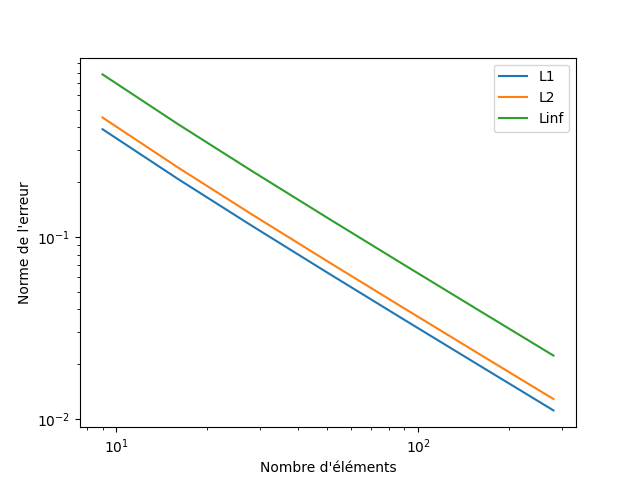 L1
L2
Linf
Norme de l'erreur
10⁻¹
10⁻²
10¹
10²
Nombre d'éléments